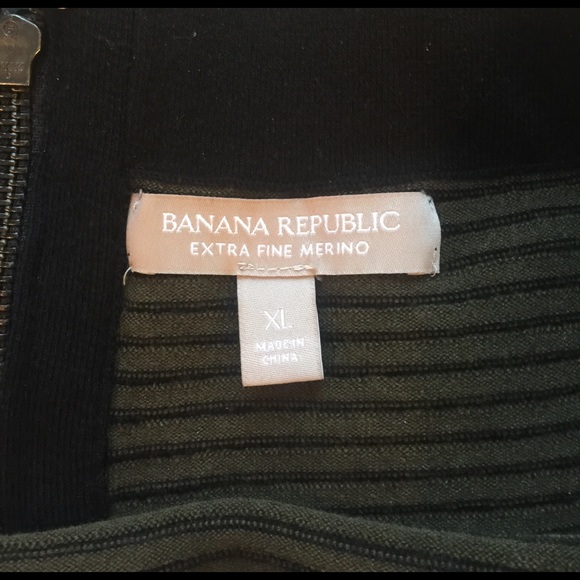 BANANA REPUBLIC
EXTRA FINE MERINO
XL
MADE IN
CHINA